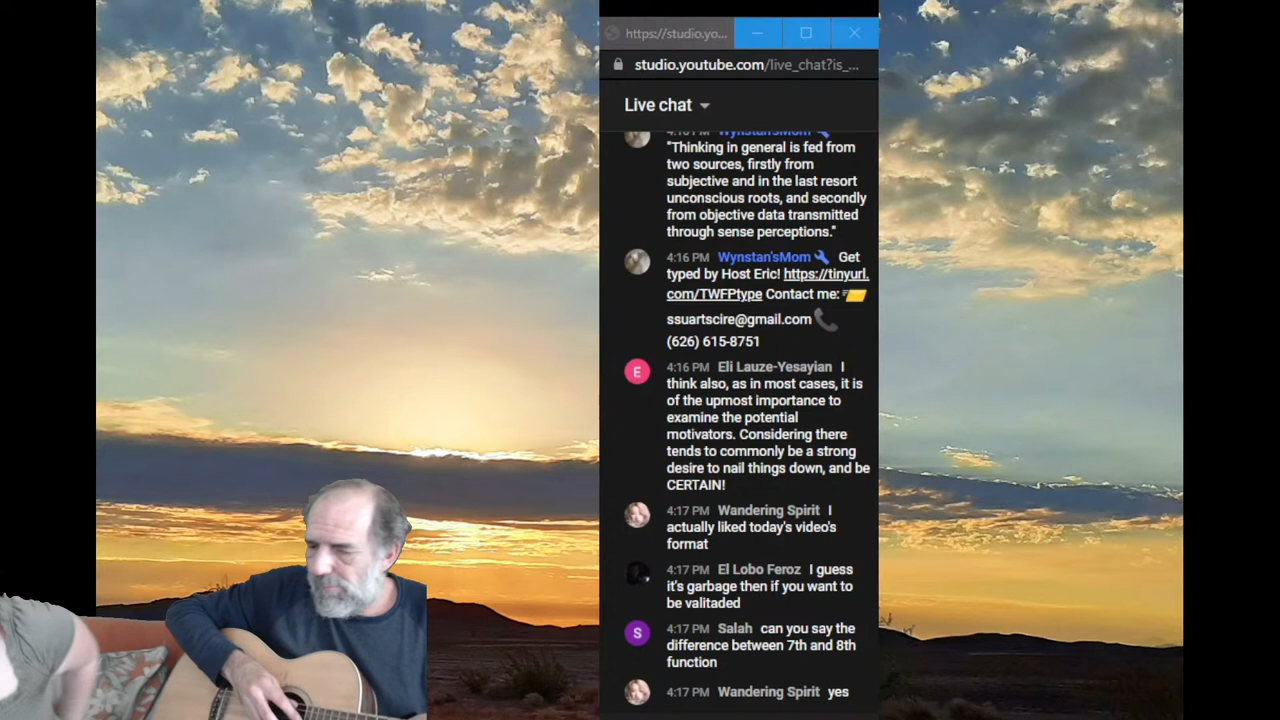 https://studio.yo...
studio.youtube.com/live_chat?is_...
Live chat
4:16 PM Wynstan'sMom
"Thinking in general is fed from
two sources, firstly from
subjective and in the last resort
unconscious roots, and secondly
from objective data transmitted
through sense perceptions."
4:16 PM Wynstan'sMom Get
typed by Host Eric! https://tinyurl.
com/TWFPtype Contact me:
ssuartscire@gmail.com
(626) 615-8751
E
4:16 PM Eli Lauze-Yesayian I
think also, as in most cases, it is
of the upmost importance to
examine the potential
motivators. Considering there
tends to commonly be a strong
desire to nail things down, and be
CERTAIN!
4:17 PM Wandering Spirit I
actually liked today's video's
format
4:17 PM El Lobo Feroz I guess
it's garbage then if you want to
be valitaded
S
4:17 PM Salah can you say the
difference between 7th and 8th
function
4:17 PM Wandering Spirit yes